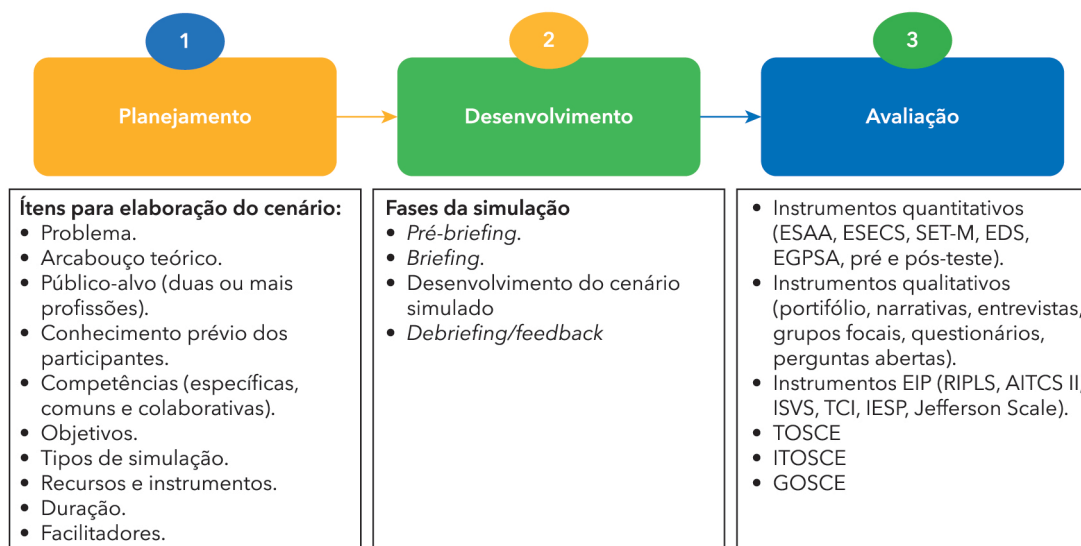 1
Planejamento
Ítens para elaboração do cenário:
• Problema.
• Arcabouço teórico.
• Público-alvo (duas ou mais
profissões).
• Conhecimento prévio dos
participantes.
• Competências (específicas,
comuns e colaborativas).
• Objetivos.
• Tipos de simulação.
• Recursos e instrumentos.
• Duração.
• Facilitadores.
2
Desenvolvimento
Fases da simulação
• Pré-briefing.
• Briefing.
• Desenvolvimento do cenário
simulado
• Debriefing/feedback
3
Avaliação
• Instrumentos quantitativos
(ESAA, ESECS, SET-M, EDS,
EGPSA, pré e pós-teste).
• Instrumentos qualitativos
(portifólio, narrativas, entrevistas,
grupos focais, questionários,
perguntas abertas).
• Instrumentos EIP (RIPLS, AITCS II,
ISVS, TCI, IESP, Jefferson Scale).
• TOSCE
• ITOSCE
• GOSCE